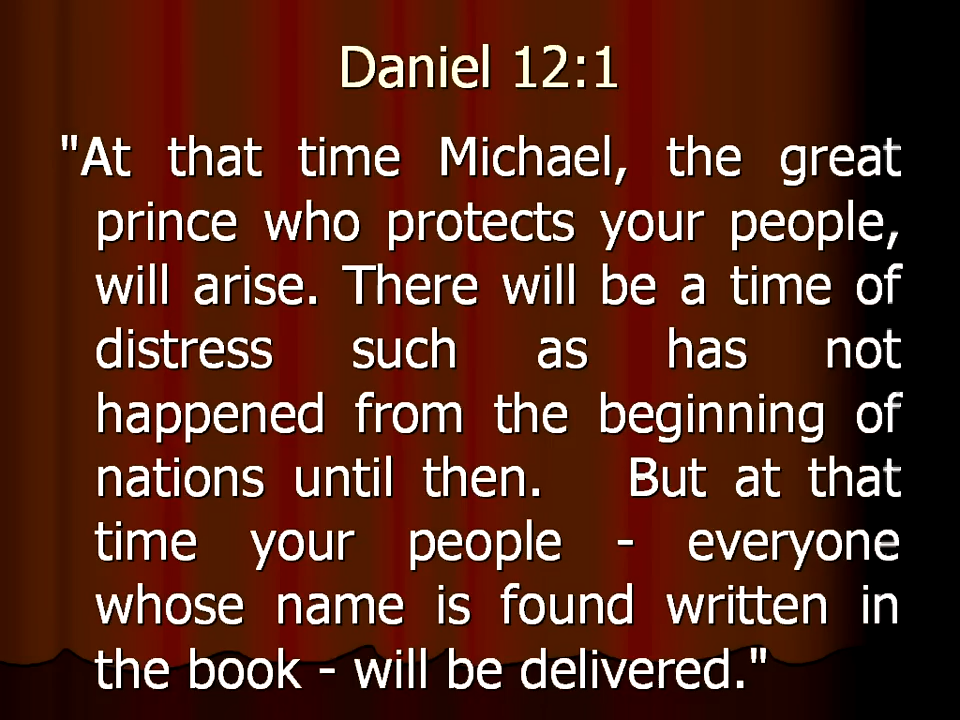 Daniel 12:1
"At that time Michael, the great
prince who protects your people,
will arise. There will be a time of
distress such as has not
happened from the beginning of
nations until then. But at that
time your people - everyone
whose name is found written in
the book - will be delivered."